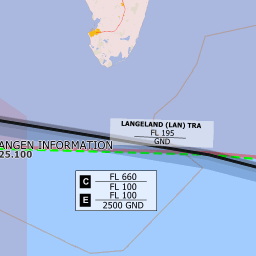 LANGELAND (LAN) TRA
FL 195
GND
ANGEN INFORMATION
25.100
C FL 660
FL 100
E FL 100
2500 GND